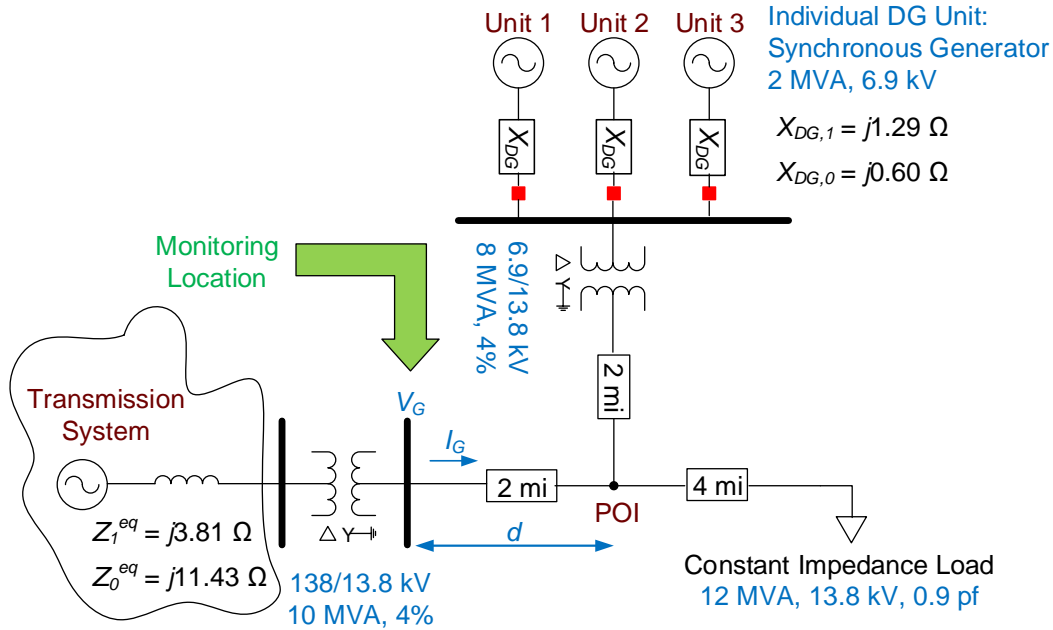 Unit 1
Unit 2
Unit 3
Individual DG Unit:
Synchronous Generator
2 MVA, 6.9 kV
X_DG,1 = j1.29 Ω
X_DG,0 = j0.60 Ω
X_DG
X_DG
X_DG
Monitoring
Location
6.9/13.8 kV
8 MVA, 4%
Δ Y
2 mi
Transmission
System
V_G
I_G
2 mi
POI
4 mi
d
Z_1^eq = j3.81 Ω
Z_0^eq = j11.43 Ω
Δ Y
138/13.8 kV
10 MVA, 4%
Constant Impedance Load
12 MVA, 13.8 kV, 0.9 pf